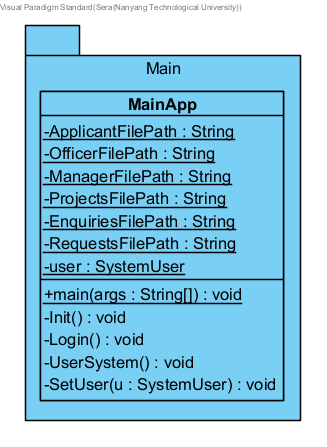 Visual Paradigm Standard(Sera(Nanyang Technological University))
Main
MainApp
-ApplicantFilePath : String
-OfficerFilePath : String
-ManagerFilePath : String
-ProjectsFilePath : String
-EnquiriesFilePath : String
-RequestsFilePath : String
-user : SystemUser
+main(args : String[]) : void
-Init() : void
-Login() : void
-UserSystem() : void
-SetUser(u : SystemUser) : void